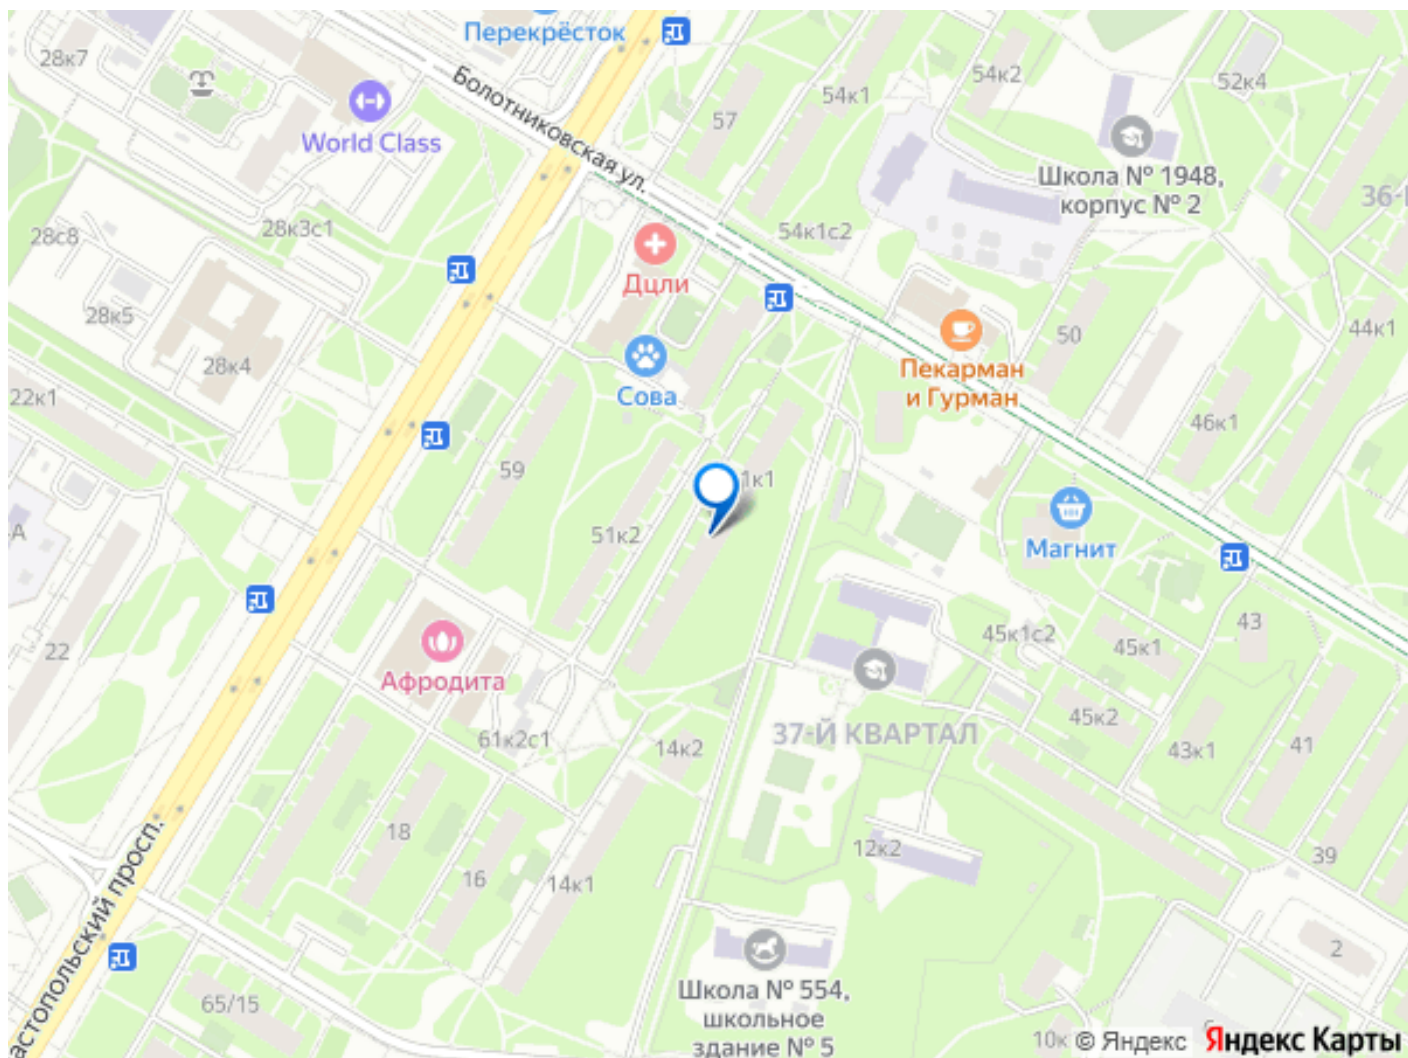 Перекрёсток
28к7
54к2
52к4
54к1
57
World Class
Болотниковская ул.
Школа № 1948,
корпус № 2
28с8
28к3с1
54к1с2
Дцли
28к5
50
44к1
28к4
Пекарман
и Гурман
22к1
Сова
46к1
59
1к1
51к2
Магнит
22
43
45к1с2
45к1
Афродита
45к2
61к2с1
14к2
37-Й КВАРТАЛ
43к1
41
18
16
14к1
12к2
39
астопольский просп.
2
65/15
Школа № 554,
школьное
здание № 5
10к
© Яндекс
Яндекс Карты